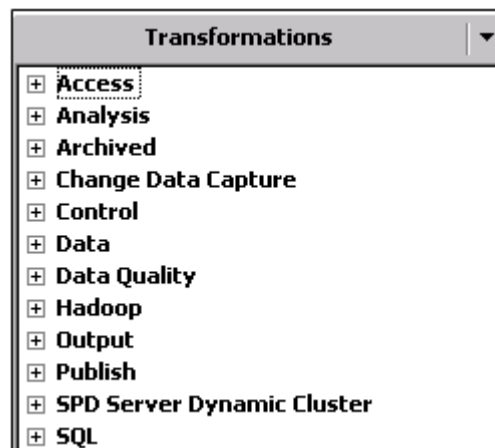 Transformations
Access
Analysis
Archived
Change Data Capture
Control
Data
Data Quality
Hadoop
Output
Publish
SPD Server Dynamic Cluster
SQL